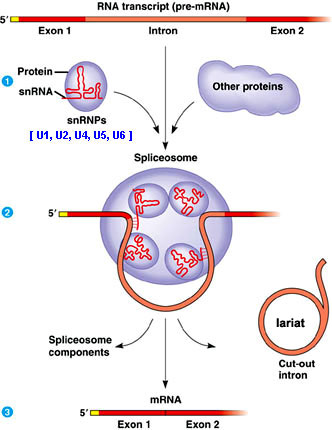 RNA transcript (pre-mRNA)
5′
Exon 1
Intron
Exon 2
1
Protein
snRNA
snRNPs
[ U1, U2, U4, U5, U6 ]
Other proteins
Spliceosome
2
5′
Spliceosome
components
lariat
Cut-out
intron
mRNA
3
5′
Exon 1
Exon 2